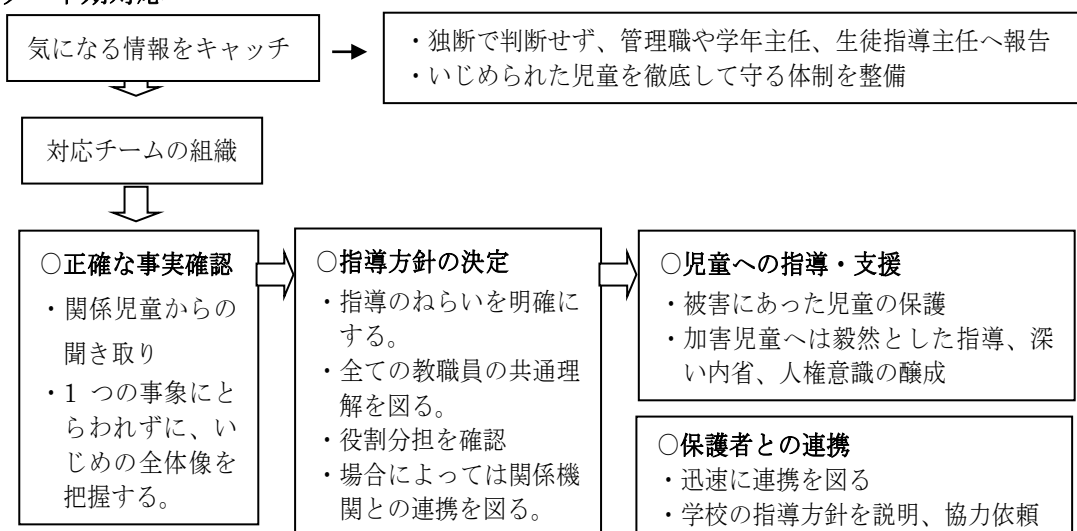 気になる情報をキャッチ
・独断で判断せず、管理職や学年主任、生徒指導主任へ報告
・いじめられた児童を徹底して守る体制を整備
対応チームの組織
○正確な事実確認
・関係児童からの
聞き取り
・1 つの事象にと
らわれずに、い
じめの全体像を
把握する。
○指導方針の決定
・指導のねらいを明確に
する。
・全ての教職員の共通理
解を図る。
・役割分担を確認
・場合によっては関係機
関との連携を図る。
○児童への指導・支援
・被害にあった児童の保護
・加害児童へは毅然とした指導、深
い内省、人権意識の醸成
○保護者との連携
・迅速に連携を図る
・学校の指導方針を説明、協力依頼